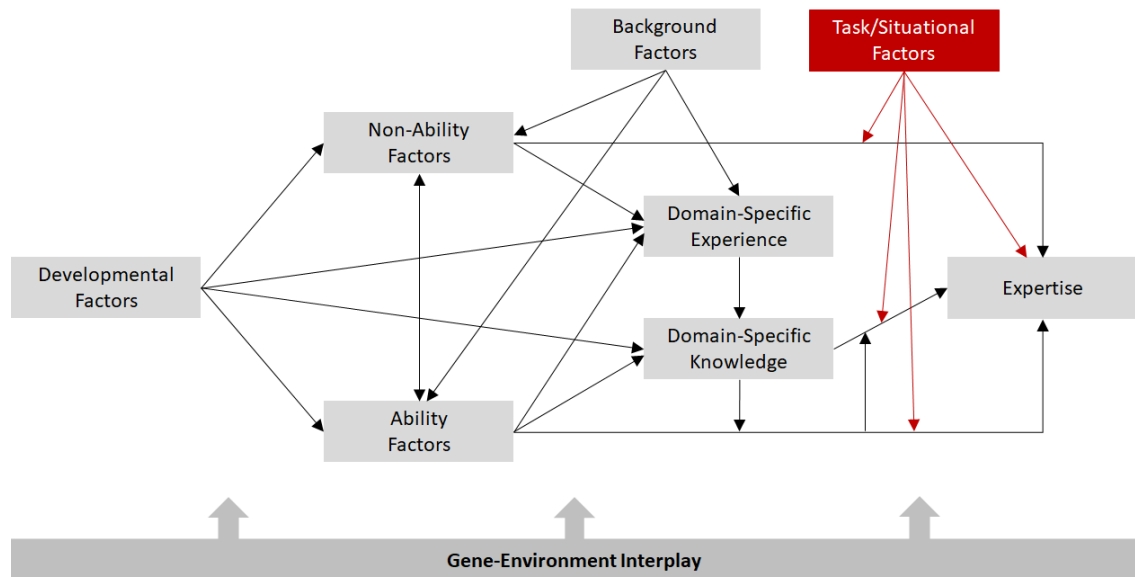 Background
Factors
Task/Situational
Factors
Non-Ability
Factors
Domain-Specific
Experience
Developmental
Factors
Expertise
Domain-Specific
Knowledge
Ability
Factors
Gene-Environment Interplay